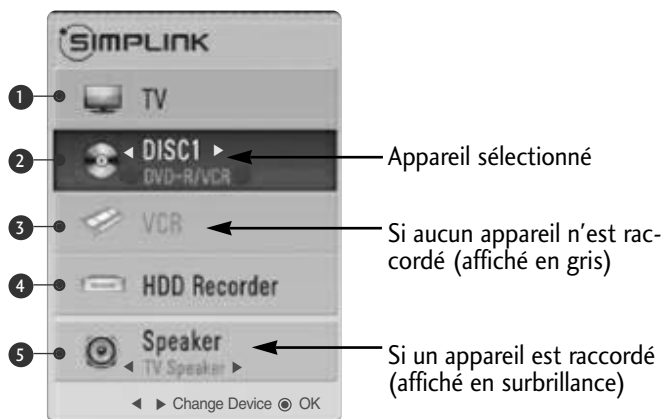 SIMPLINK
1 TV
2 ◄ DISC1 ► Appareil sélectionné
DVD-R/VCR
3 VCR Si aucun appareil n'est rac-
cordé (affiché en gris)
4 HDD Recorder
5 Speaker Si un appareil est raccordé
◄ TV Speaker ► (affiché en surbrillance)
◄ ► Change Device ◉ OK